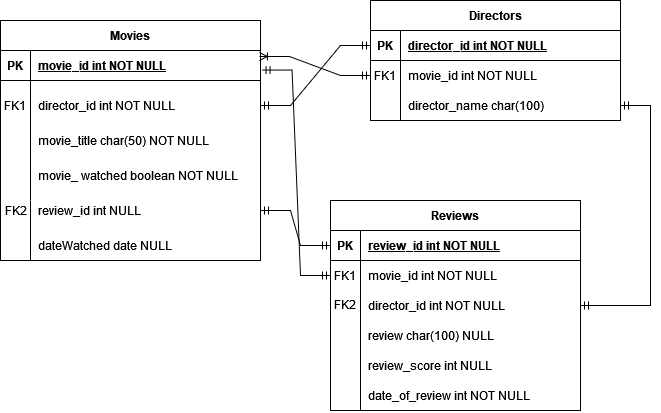 Movies
PK movie_id int NOT NULL
FK1 director_id int NOT NULL
movie_title char(50) NOT NULL
movie_ watched boolean NOT NULL
FK2 review_id int NULL
dateWatched date NULL
Directors
PK director_id int NOT NULL
FK1 movie_id int NOT NULL
director_name char(100)
Reviews
PK review_id int NOT NULL
FK1 movie_id int NOT NULL
FK2 director_id int NOT NULL
review char(100) NULL
review_score int NULL
date_of_review int NOT NULL